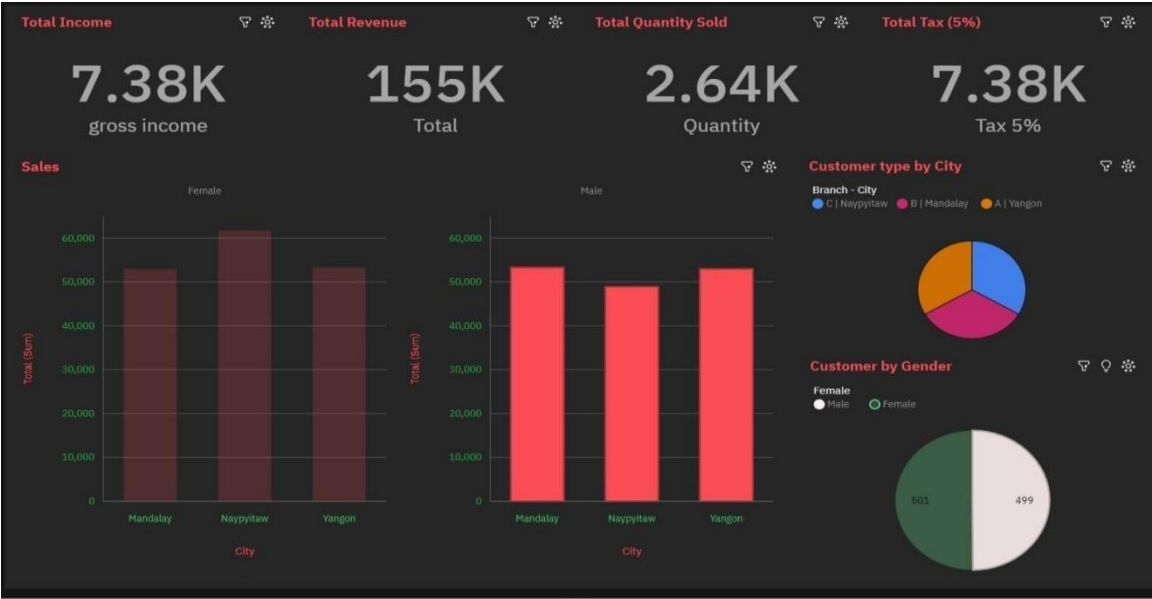 Total Income
7.38K
gross income
Total Revenue
155K
Total
Total Quantity Sold
2.64K
Quantity
Total Tax (5%)
7.38K
Tax 5%
Sales
Female
60,000
50,000
40,000
30,000
20,000
10,000
0
Total (Sum)
Mandalay
Naypyitaw
Yangon
City
Male
60,000
50,000
40,000
30,000
20,000
10,000
0
Total (Sum)
Mandalay
Naypyitaw
Yangon
City
Customer type by City
Branch - City
C | Naypyitaw B | Mandalay A | Yangon
Customer by Gender
Female
Male Female
501 499